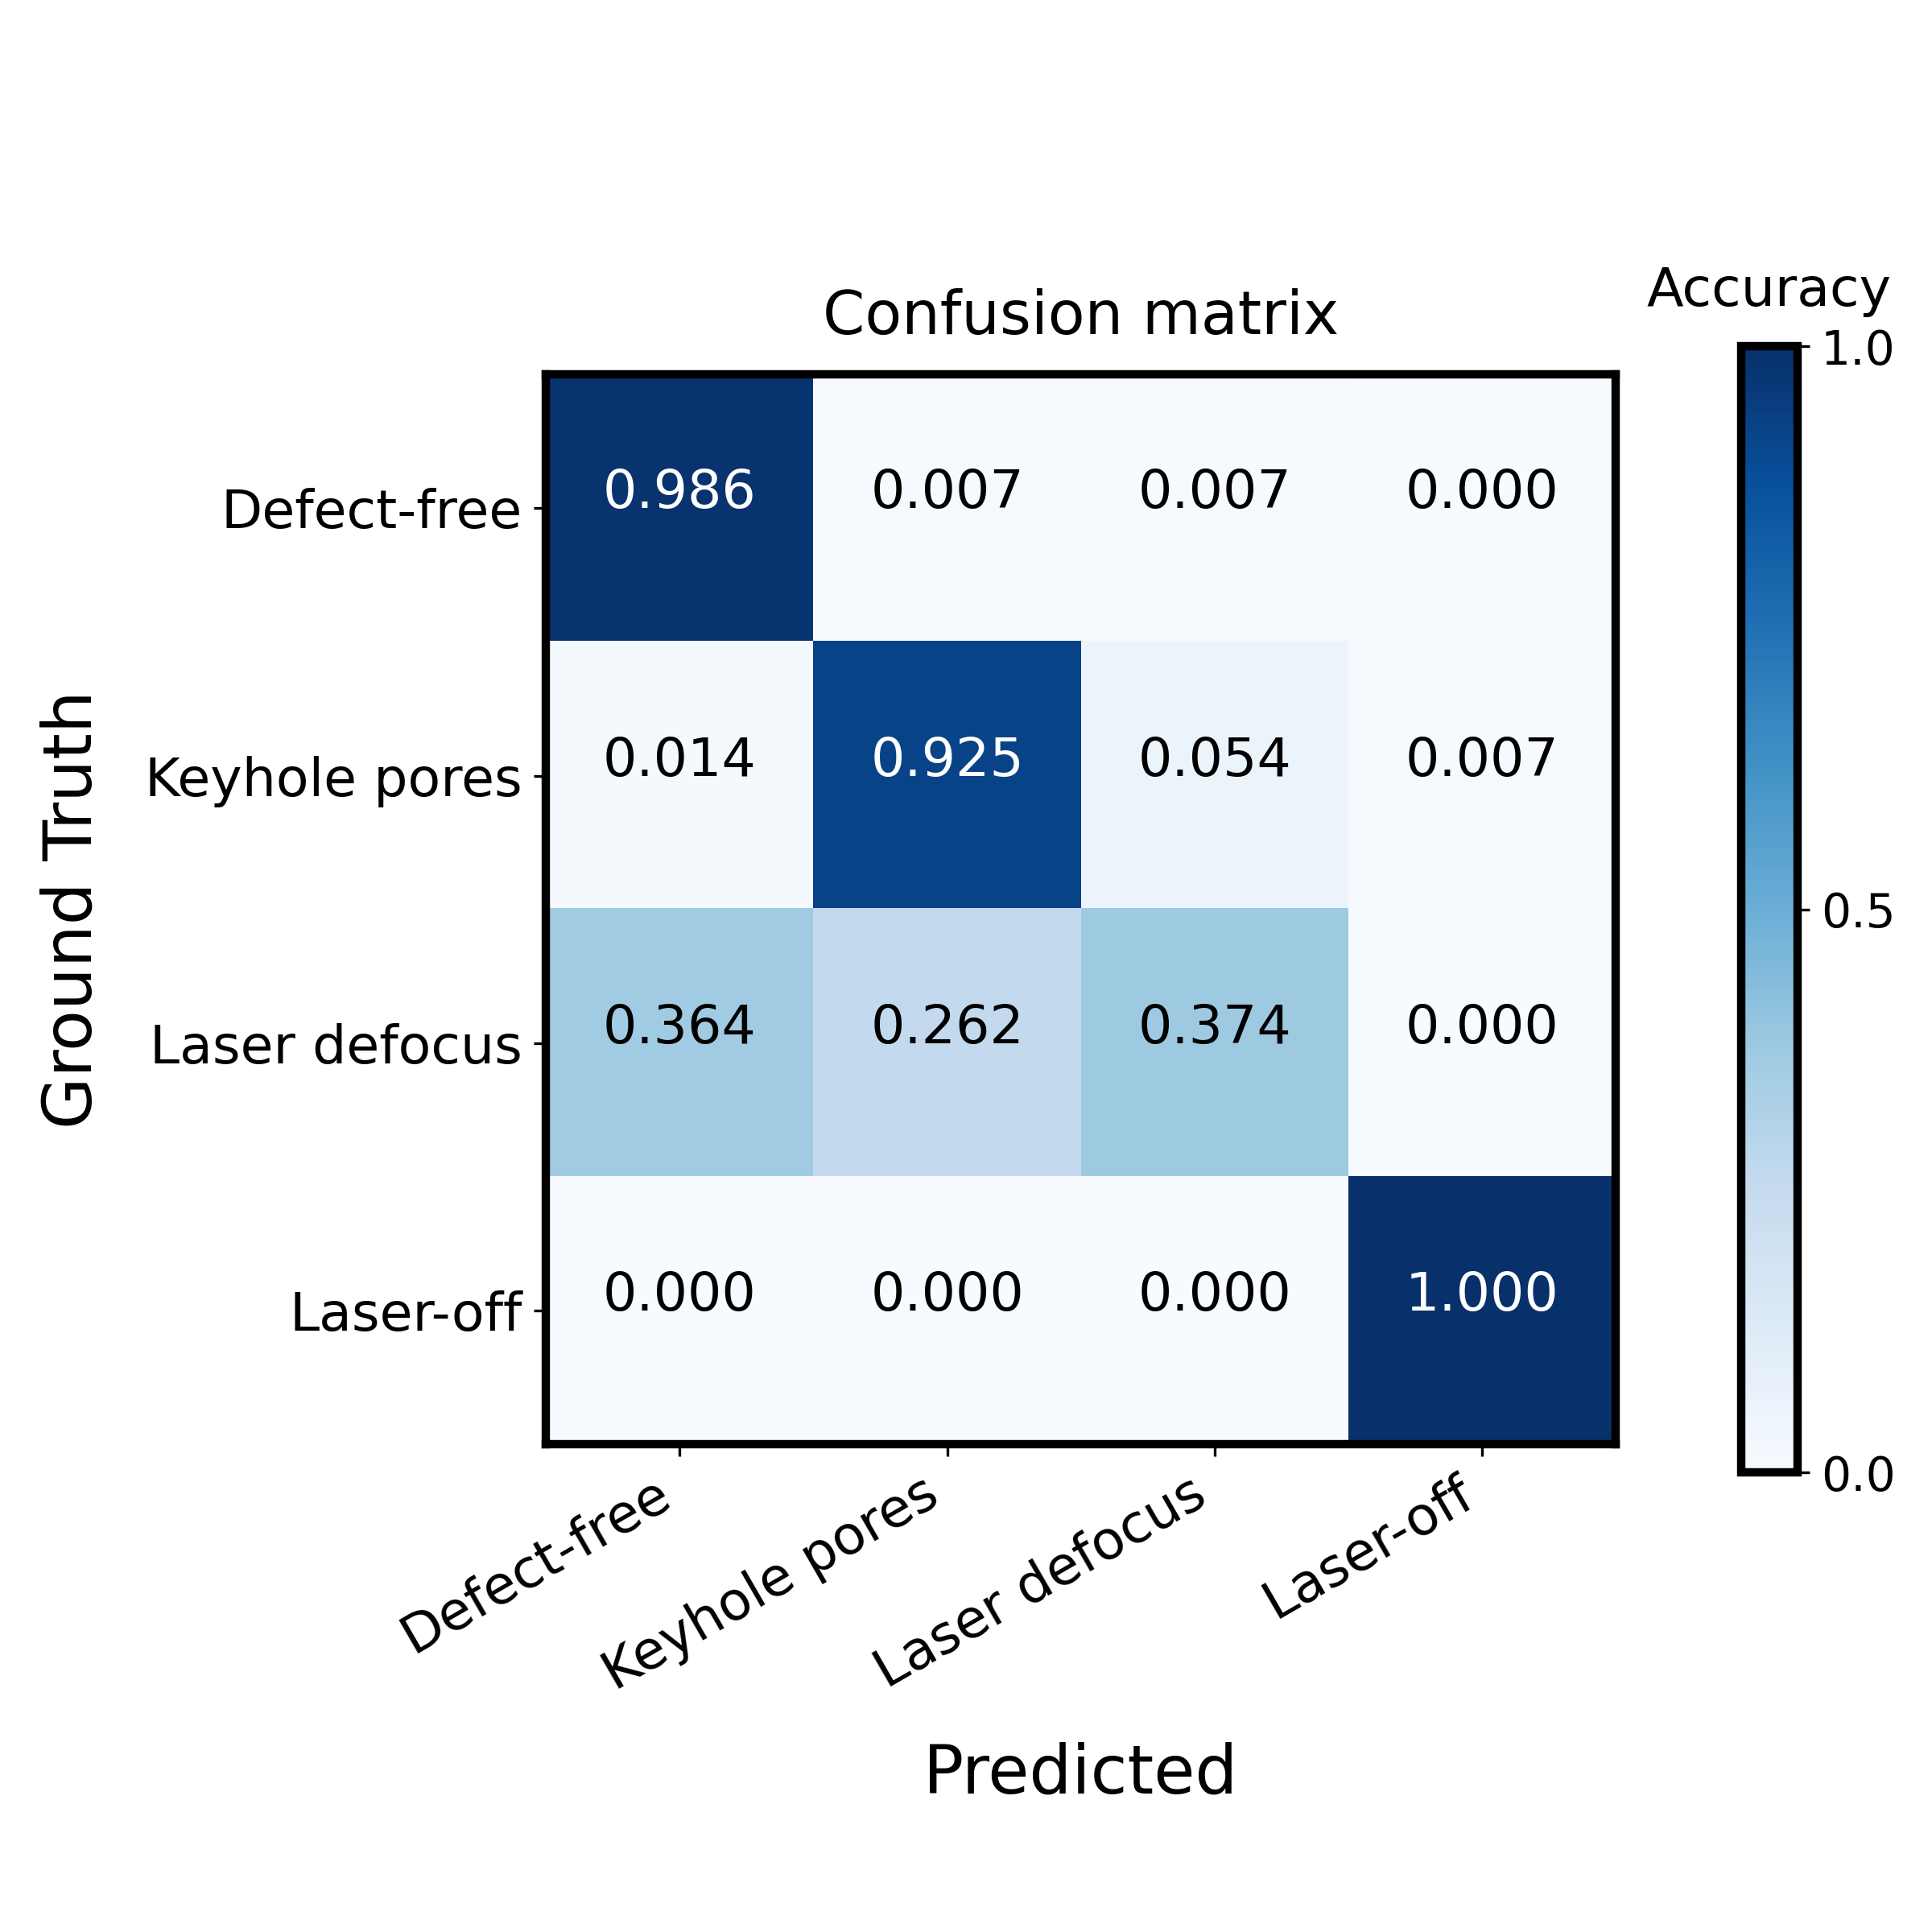 Confusion matrix
Accuracy
1.0
0.5
0.0
Ground Truth
Defect-free 0.986 0.007 0.007 0.000
Keyhole pores 0.014 0.925 0.054 0.007
Laser defocus 0.364 0.262 0.374 0.000
Laser-off 0.000 0.000 0.000 1.000
Defect-free Keyhole pores Laser defocus Laser-off
Predicted